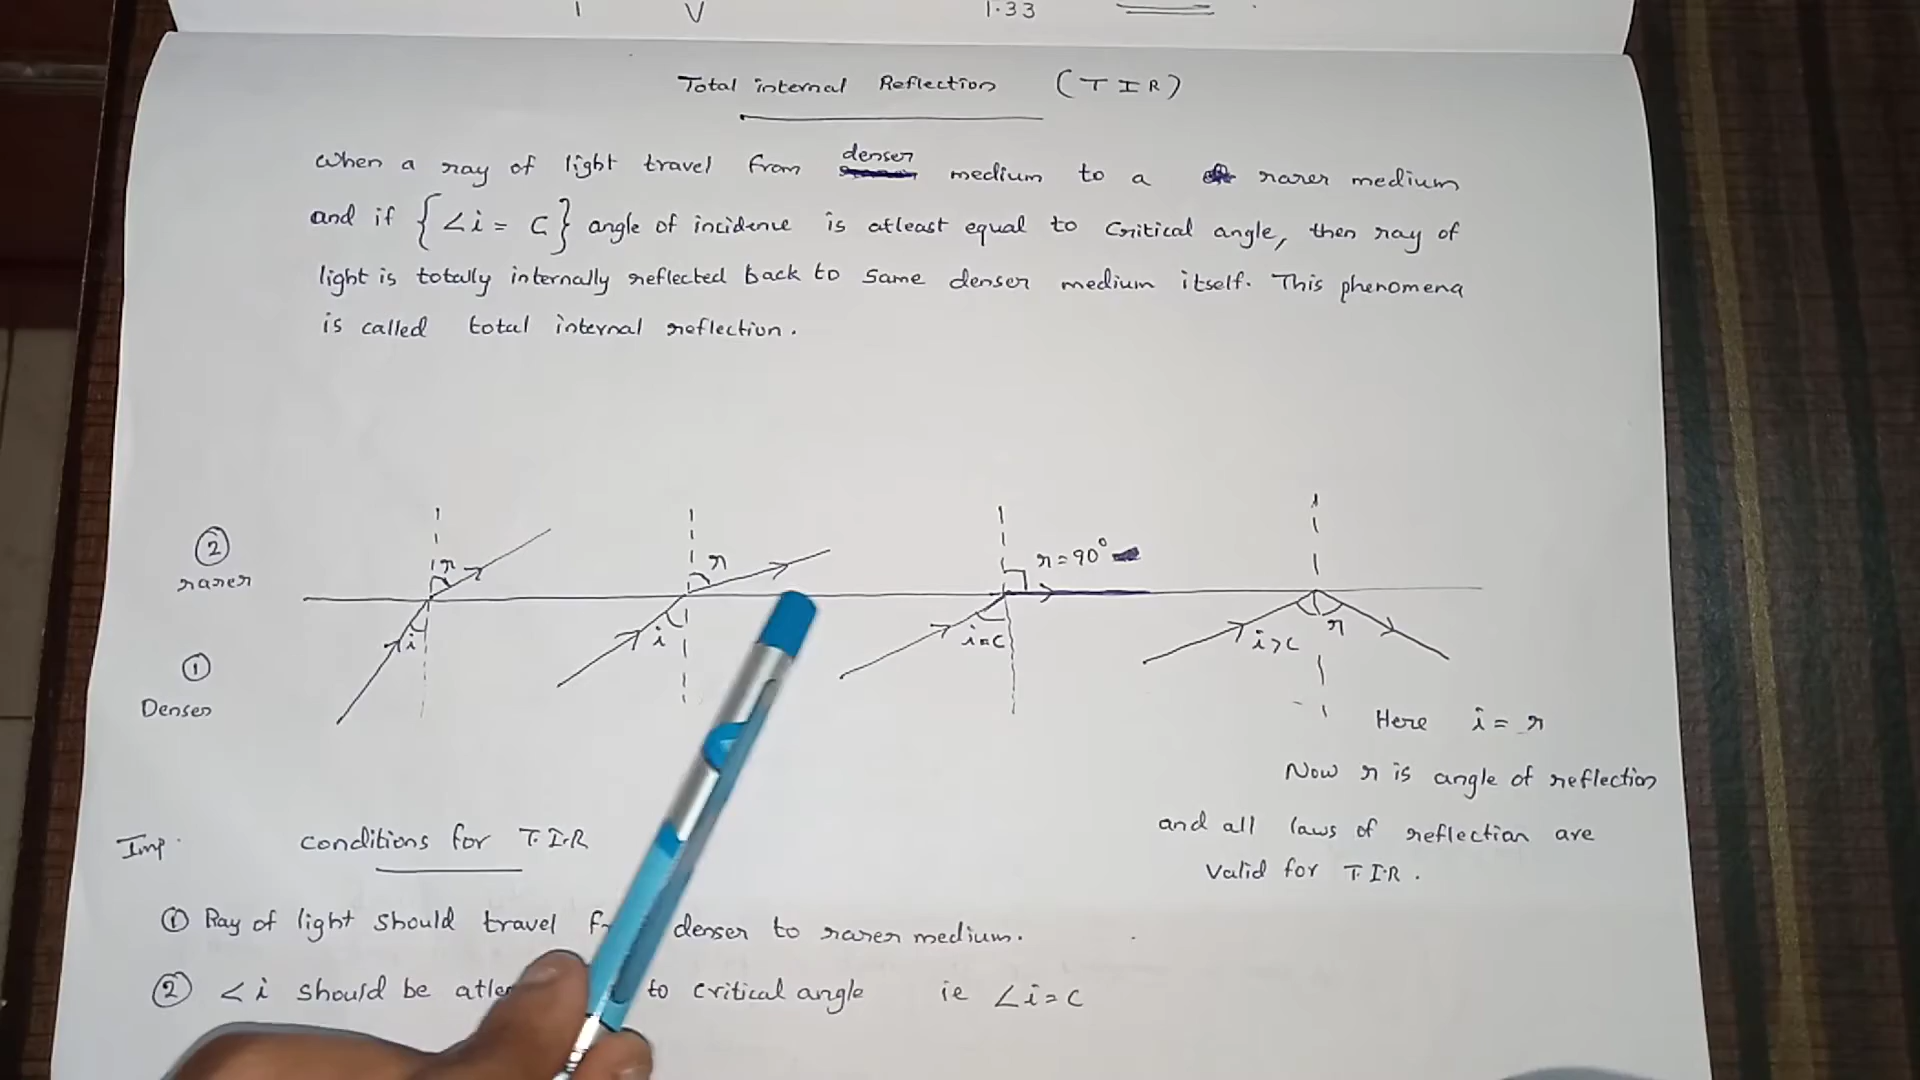 1 V 1.33
Total internal Reflection (TIR)
When a ray of light travel from denser medium to a rarer medium
and if {∠i = C} angle of incidence is atleast equal to critical angle, then ray of
light is totally internally reflected back to same denser medium itself. This phenomena
is called total internal reflection.
② rarer
r
i
r
i
r = 90°
i = C
i > C
r
① Denser
Here i = r
Now r is angle of reflection
and all laws of reflection are
valid for T.I.R.
Imp. conditions for T.I.R
① Ray of light should travel denser to rarer medium.
② ∠i should be to critical angle ie ∠i = C